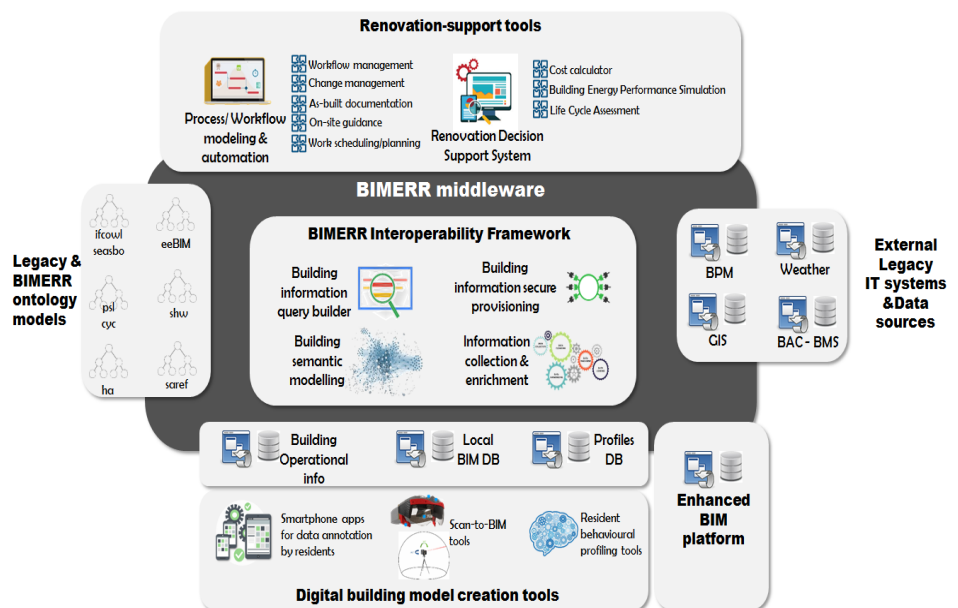 Renovation-support tools
Process/Workflow
modeling &
automation
Workflow management
Change management
As-built documentation
On-site guidance
Work scheduling/planning
Renovation Decision
Support System
Cost calculator
Building Energy Performance Simulation
Life Cycle Assessment
BIMERR middleware
Legacy &
BIMERR
ontology
models
ifcowl
seasbo
eeBIM
psl
cyc
shw
ha
saref
BIMERR Interoperability Framework
Building
information
query builder
Building
information secure
provisioning
Building
semantic
modelling
Information
collection &
enrichment
BPM
Weather
GIS
BAC - BMS
External
Legacy
IT systems
&Data
sources
Building
Operational
info
Local
BIM DB
Profiles
DB
Enhanced
BIM
platform
Smartphone apps
for data annotation
by residents
Scan-to-BIM
tools
Resident
behavioural
profiling tools
Digital building model creation tools